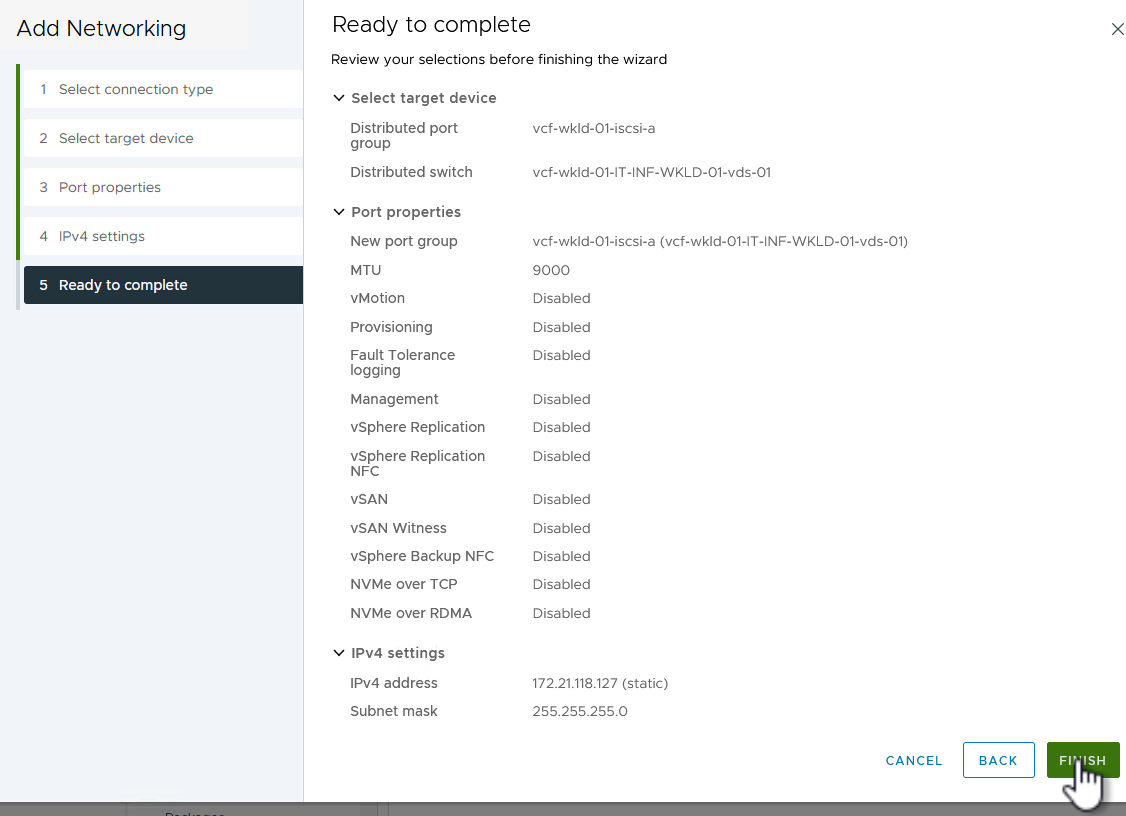 Add Networking
1 Select connection type
2 Select target device
3 Port properties
4 IPv4 settings
5 Ready to complete
Ready to complete
Review your selections before finishing the wizard
Select target device
Distributed port
group
vcf-wkld-01-iscsi-a
Distributed switch vcf-wkld-01-IT-INF-WKLD-01-vds-01
Port properties
New port group vcf-wkld-01-iscsi-a (vcf-wkld-01-IT-INF-WKLD-01-vds-01)
MTU 9000
vMotion Disabled
Provisioning Disabled
Fault Tolerance
logging
Disabled
Management Disabled
vSphere Replication Disabled
vSphere Replication
NFC
Disabled
vSAN Disabled
vSAN Witness Disabled
vSphere Backup NFC Disabled
NVMe over TCP Disabled
NVMe over RDMA Disabled
IPv4 settings
IPv4 address 172.21.118.127 (static)
Subnet mask 255.255.255.0
CANCEL BACK FINISH